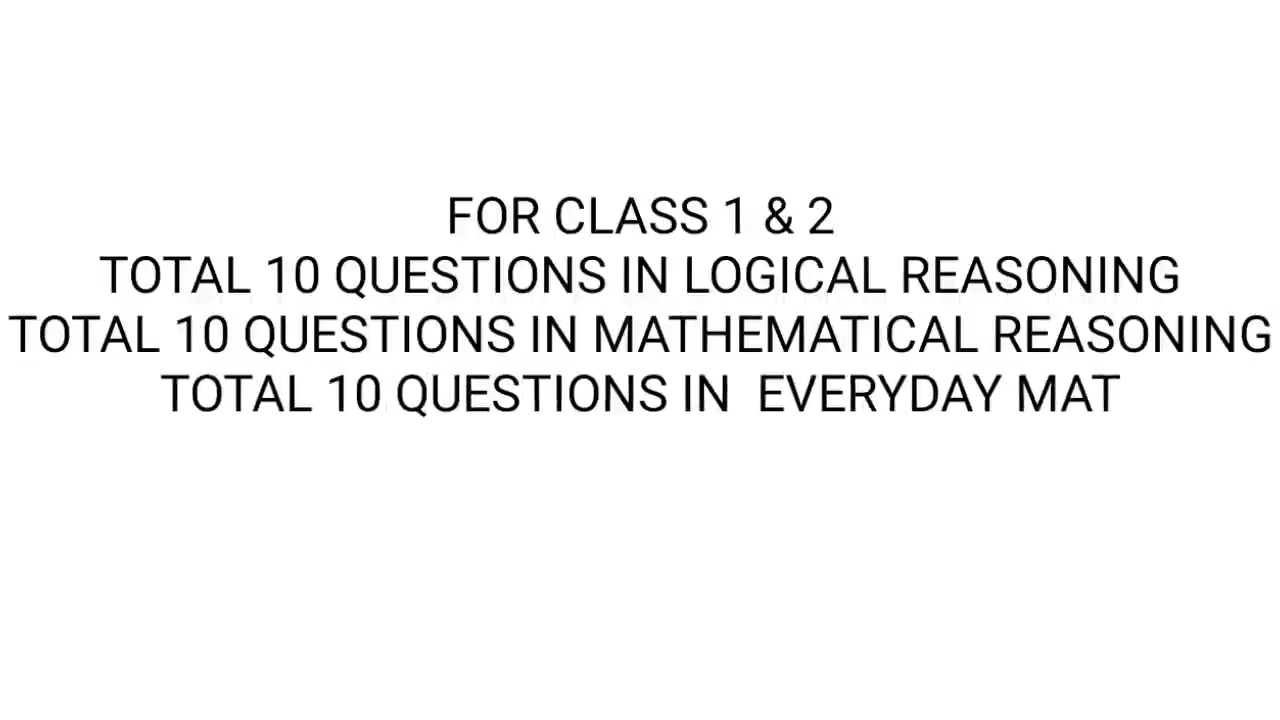 FOR CLASS 1 & 2
TOTAL 10 QUESTIONS IN LOGICAL REASONING
TOTAL 10 QUESTIONS IN MATHEMATICAL REASONING
TOTAL 10 QUESTIONS IN  EVERYDAY MAT